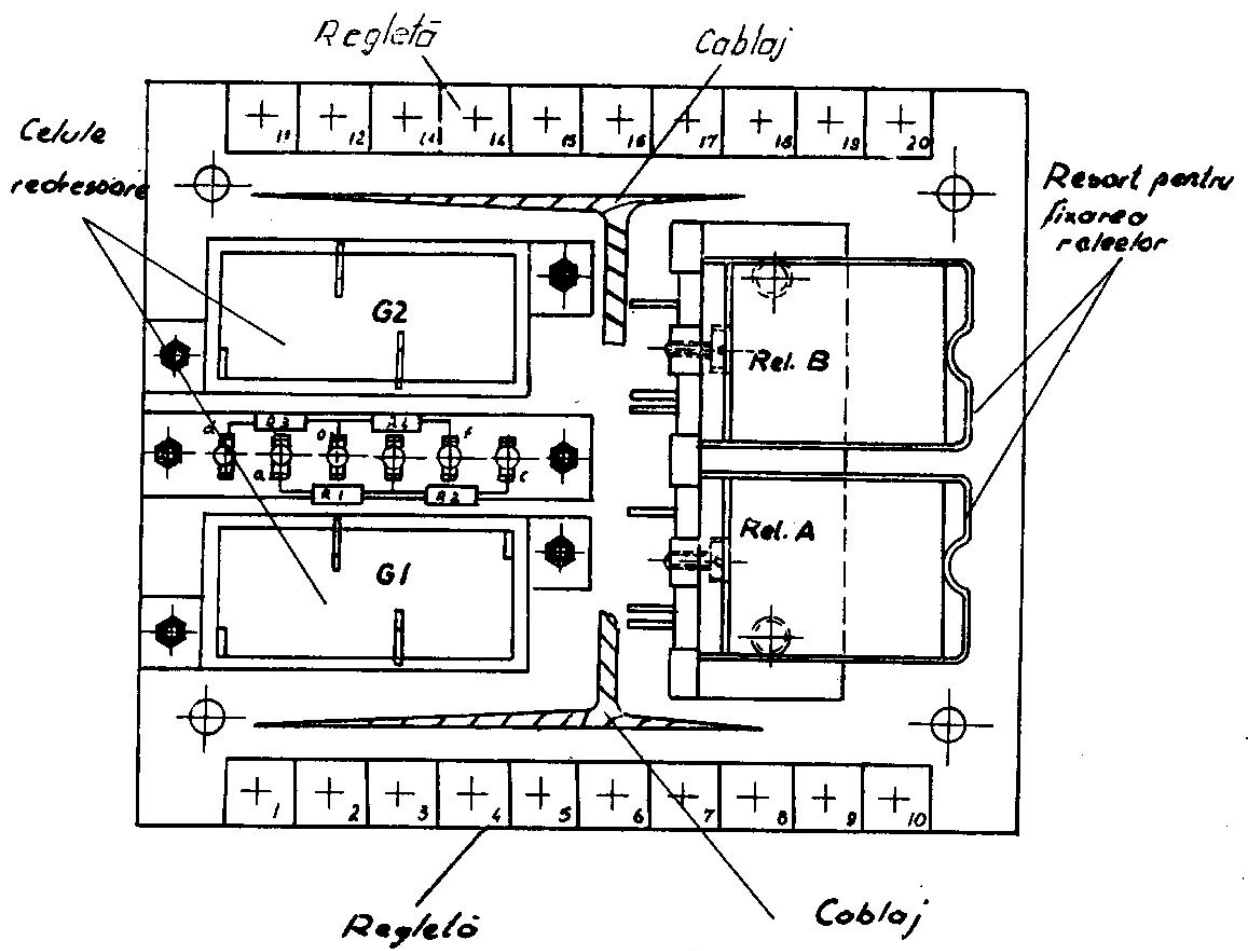 Regletă
Cablaj
11 12 13 14 15 16 17 18 19 20
Celule
redresoare
Resort pentru
fixarea
releelor
G2
Rel. B
d R3 b R4 f
a c
R1 R2
Rel. A
G1
1 2 3 4 5 6 7 8 9 10
Regletă
Cablaj